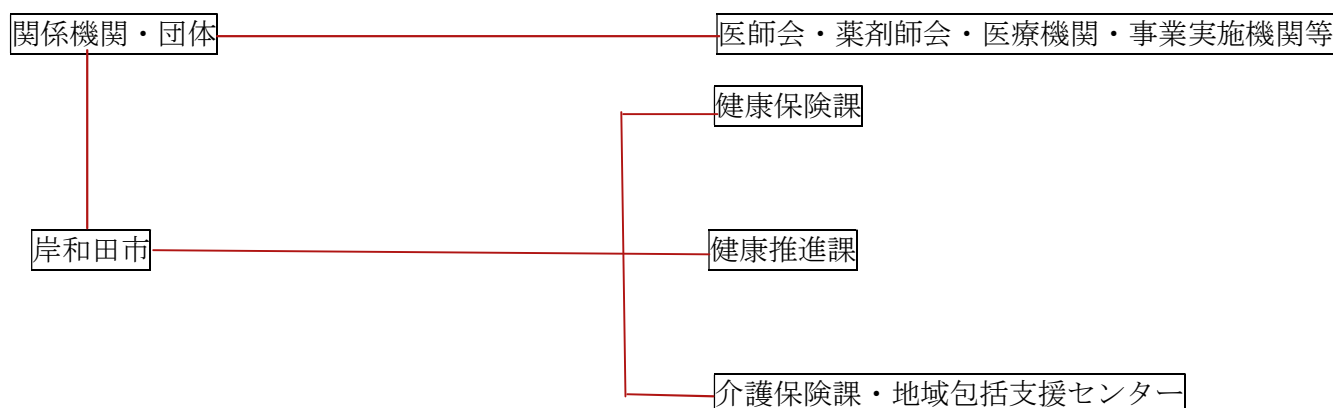 関係機関・団体
医師会・薬剤師会・医療機関・事業実施機関等
健康保険課
岸和田市
健康推進課
介護保険課・地域包括支援センター